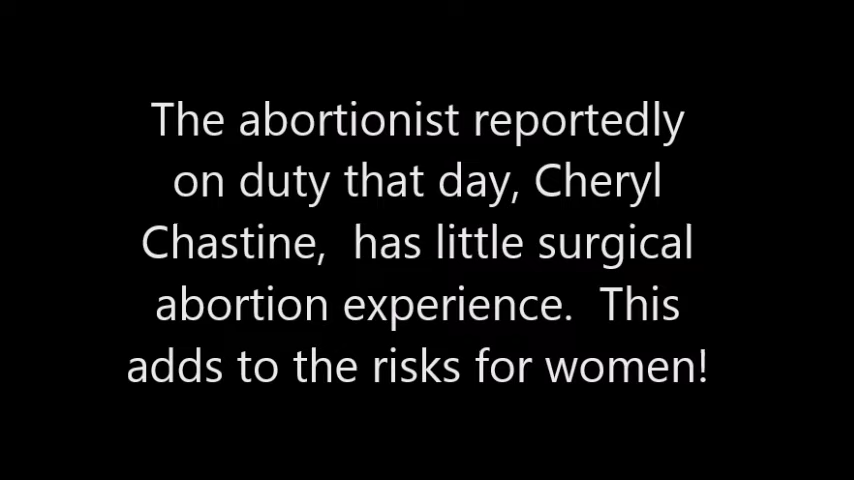 The abortionist reportedly
on duty that day, Cheryl
Chastine,  has little surgical
abortion experience.  This
adds to the risks for women!